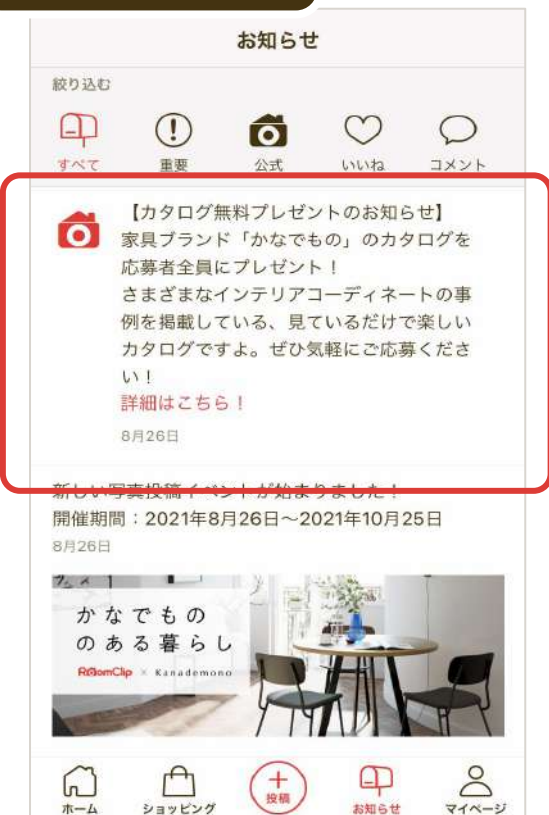 お知らせ
絞り込む
すべて 重要 公式 いいね コメント
【カタログ無料プレゼントのお知らせ】
家具ブランド「かなでもの」のカタログを
応募者全員にプレゼント！
さまざまなインテリアコーディネートの事
例を掲載している、見ているだけで楽しい
カタログですよ。ぜひ気軽にご応募くださ
い！
詳細はこちら！
8月26日
新しい写真投稿イベントが始まりました！
開催期間：2021年8月26日～2021年10月25日
8月26日
かなでもの
のある暮らし
RoomClip × Kanademono
ホーム ショッピング 投稿 お知らせ マイページ